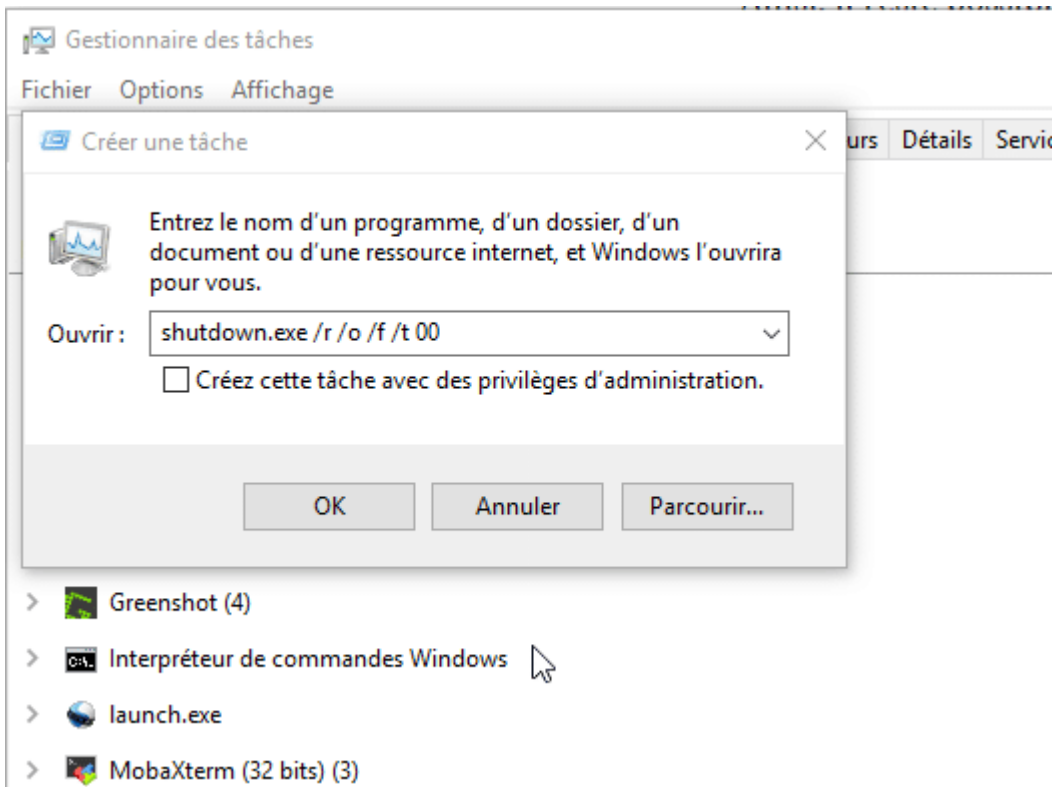 Gestionnaire des tâches
Fichier Options Affichage
Créer une tâche
urs Détails Servic
Entrez le nom d'un programme, d'un dossier, d'un
document ou d'une ressource internet, et Windows l'ouvrira
pour vous.
Ouvrir : shutdown.exe /r /o /f /t 00
Créez cette tâche avec des privilèges d'administration.
OK Annuler Parcourir...
Greenshot (4)
Interpréteur de commandes Windows
launch.exe
MobaXterm (32 bits) (3)